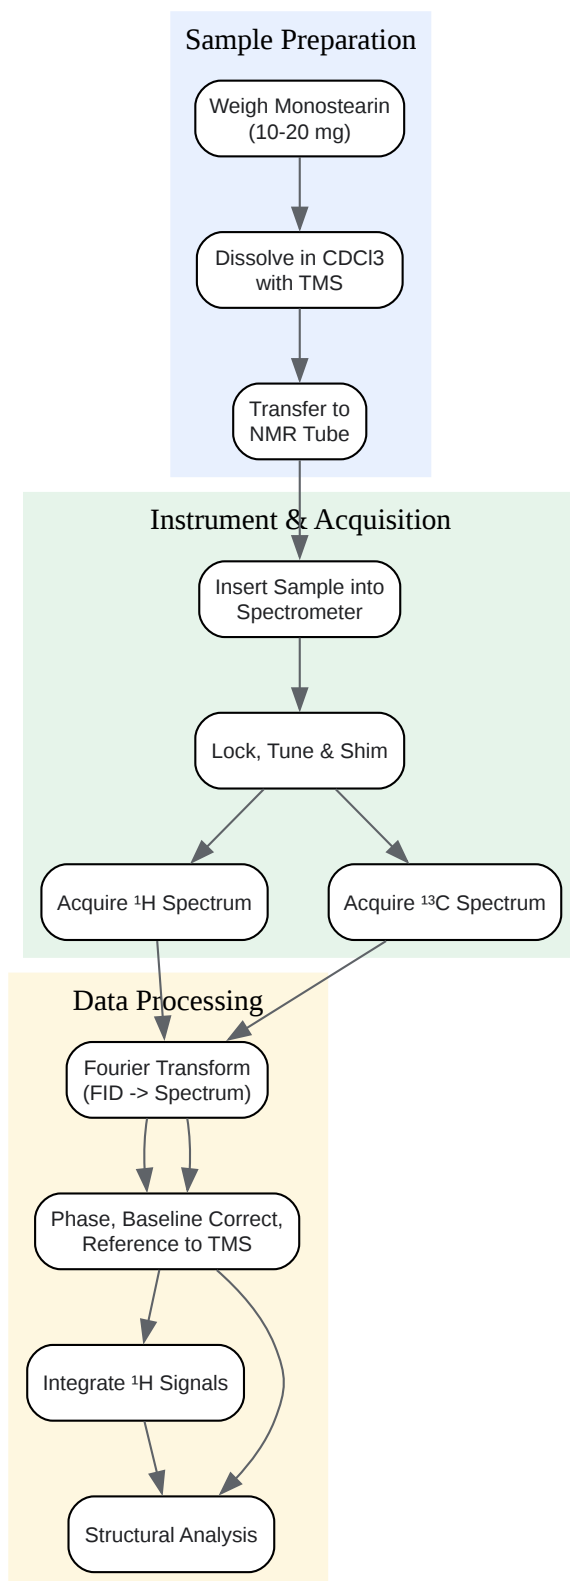 Sample Preparation
Weigh Monostearin
(10-20 mg)
Dissolve in CDCl3
with TMS
Transfer to
NMR Tube
Instrument & Acquisition
Insert Sample into
Spectrometer
Lock, Tune & Shim
Acquire ¹H Spectrum
Acquire ¹³C Spectrum
Data Processing
Fourier Transform
(FID -> Spectrum)
Phase, Baseline Correct,
Reference to TMS
Integrate ¹H Signals
Structural Analysis